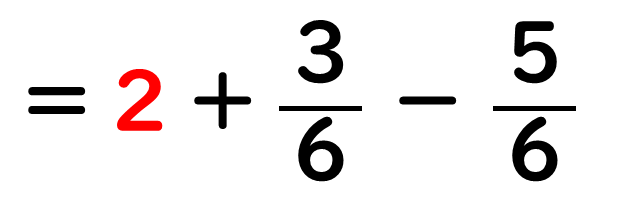 = 2 + 3/6 − 5/6